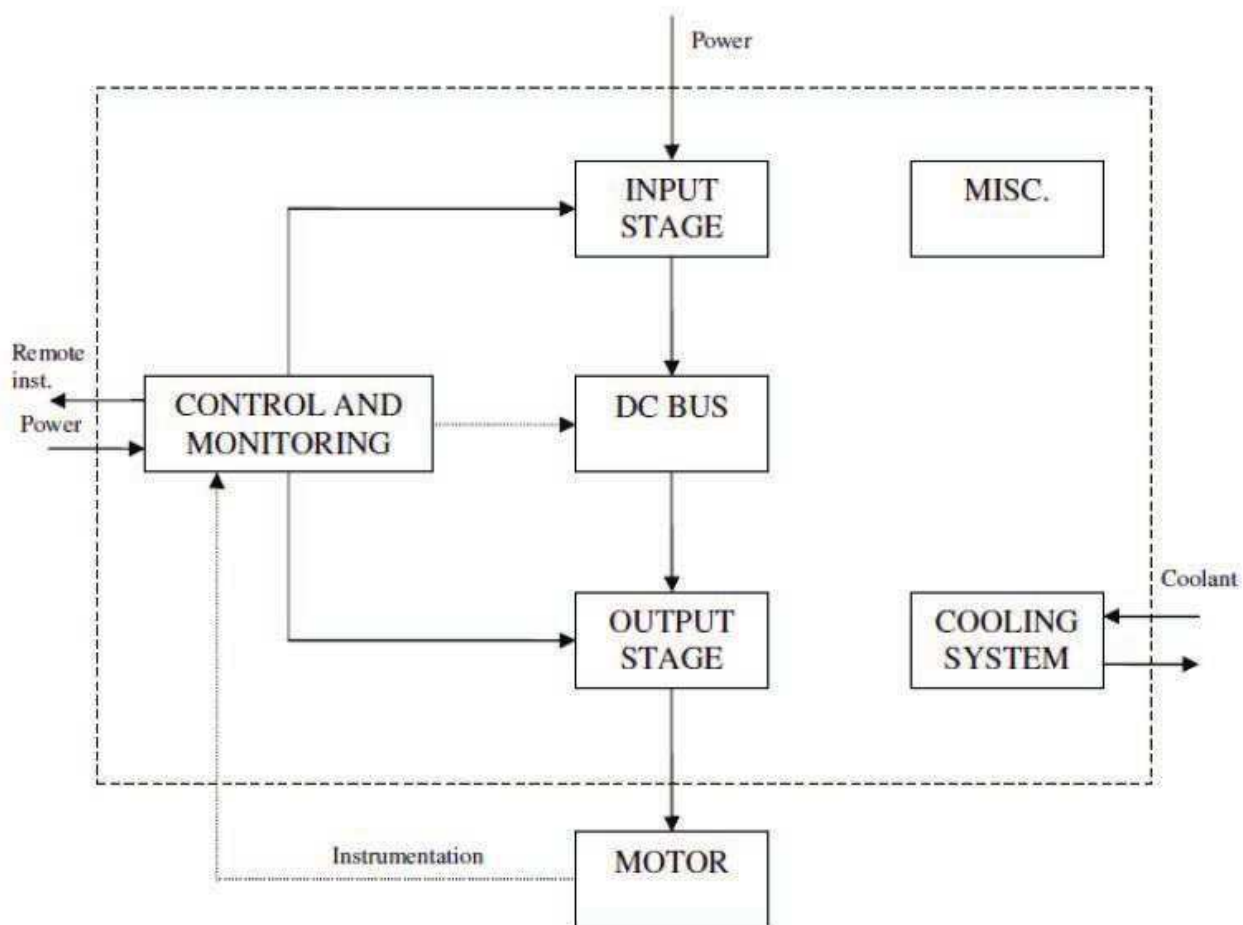 Power
INPUT
STAGE
MISC.
Remote
inst.
Power
CONTROL AND
MONITORING
DC BUS
OUTPUT
STAGE
COOLING
SYSTEM
Coolant
Instrumentation
MOTOR